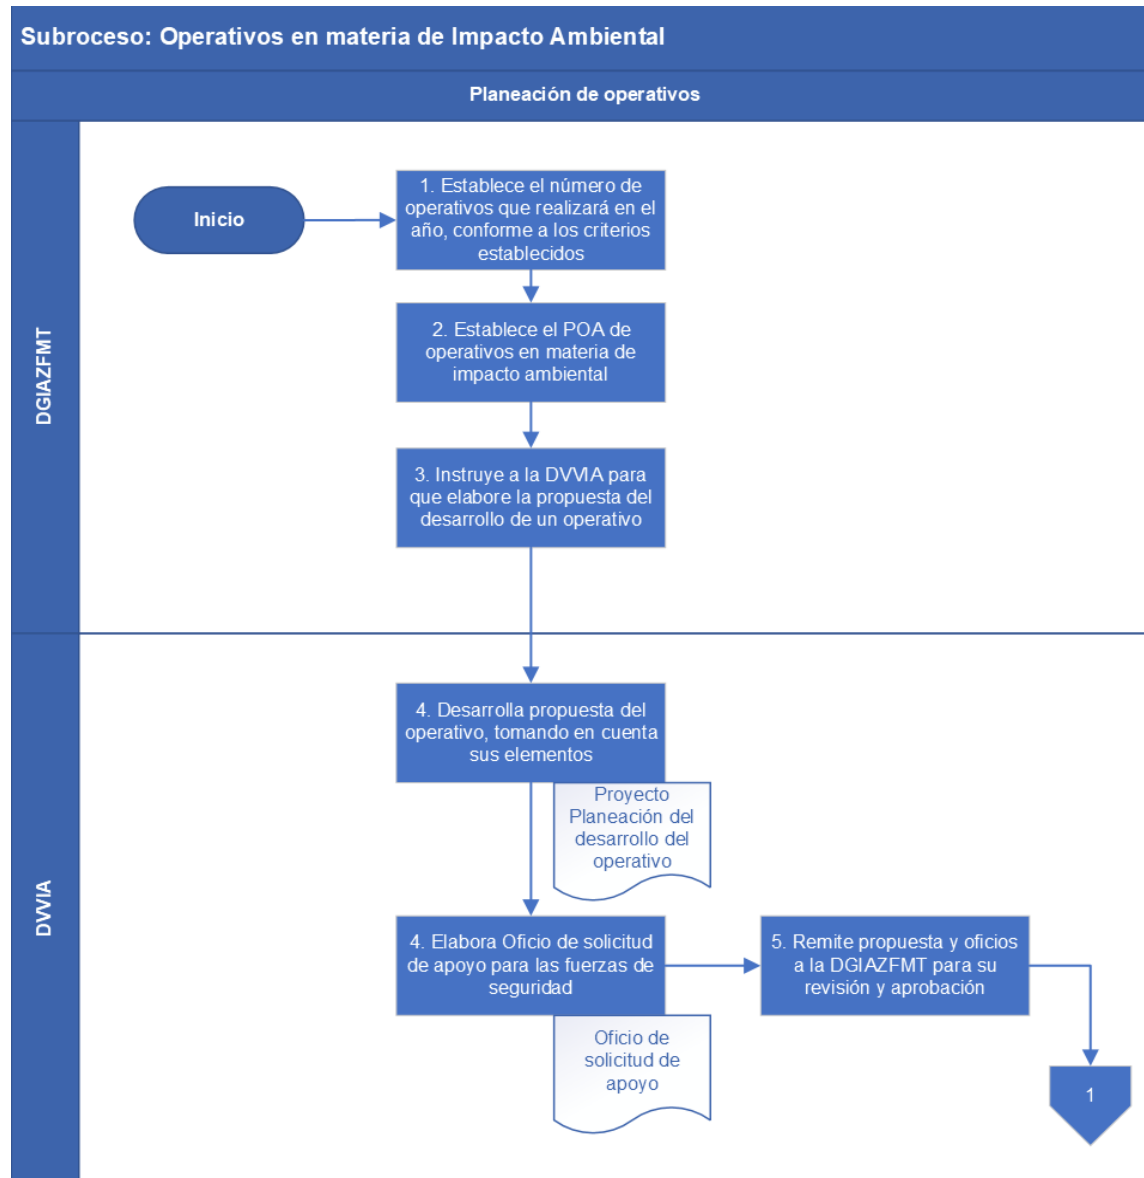 Subroceso: Operativos en materia de Impacto Ambiental
Planeación de operativos
DGIAZFMT
Inicio
1. Establece el número de
operativos que realizará en el
año, conforme a los criterios
establecidos
2. Establece el POA de
operativos en materia de
impacto ambiental
3. Instruye a la DVVIA para
que elabore la propuesta del
desarrollo de un operativo
DVVIA
4. Desarrolla propuesta del
operativo, tomando en cuenta
sus elementos
Proyecto
Planeación del
desarrollo del
operativo
4. Elabora Oficio de solicitud
de apoyo para las fuerzas de
seguridad
Oficio de
solicitud de
apoyo
5. Remite propuesta y oficios
a la DGIAZFMT para su
revisión y aprobación
1